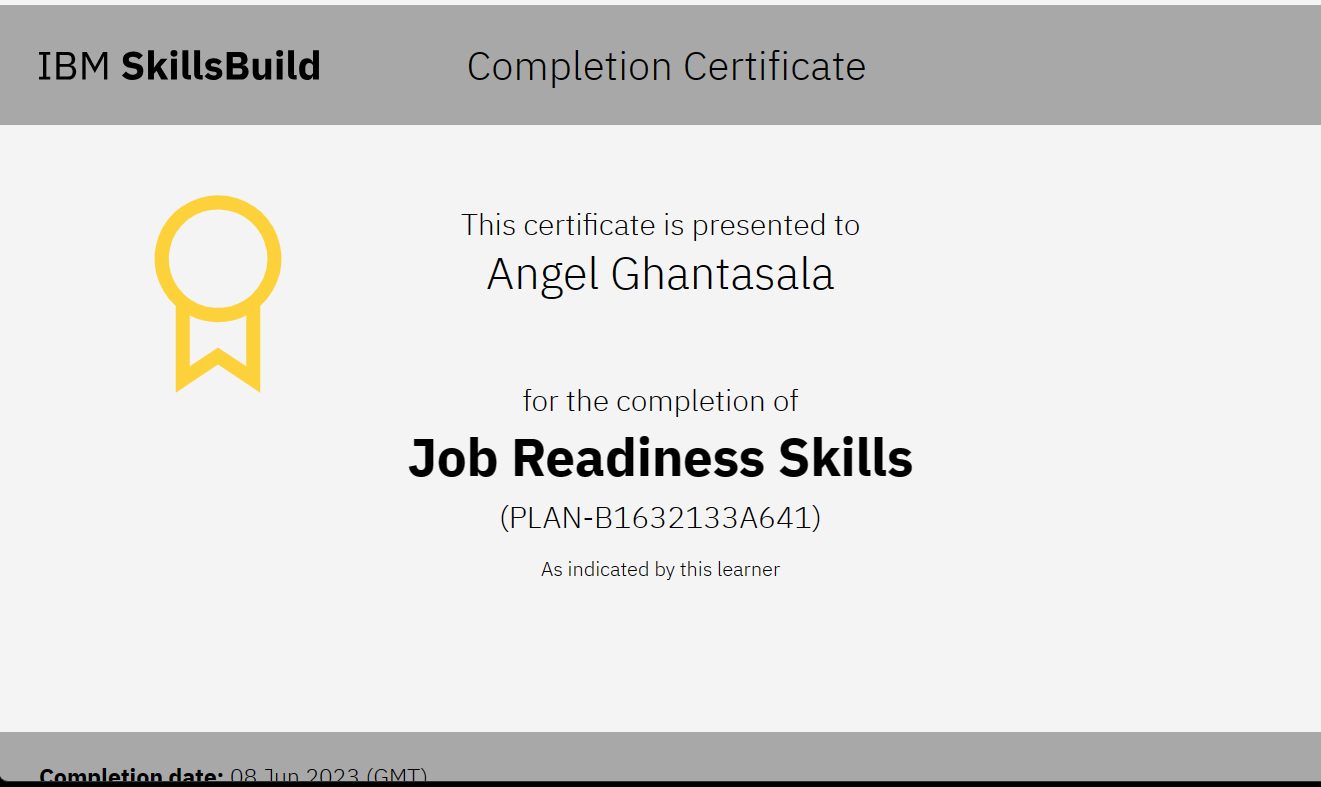 IBM SkillsBuild
Completion Certificate
This certificate is presented to
Angel Ghantasala
for the completion of
Job Readiness Skills
(PLAN-B1632133A641)
As indicated by this learner
Completion date: 08 Jun 2023 (GMT)